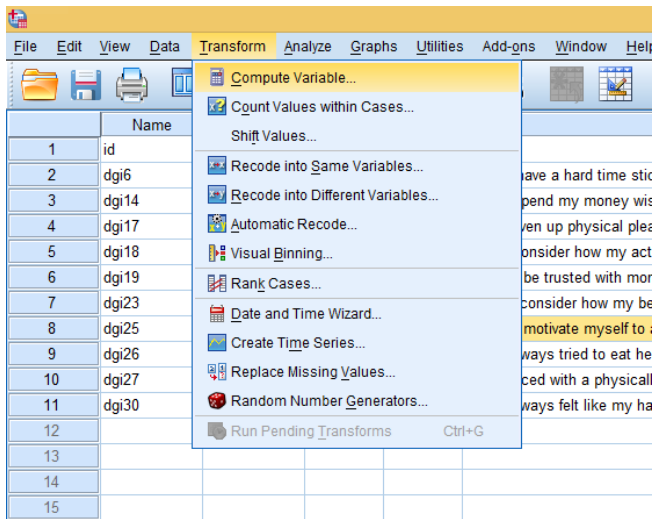 File Edit View Data Transform Analyze Graphs Utilities Add-ons Window Help
Compute Variable...
Count Values within Cases...
Shift Values...
Recode into Same Variables...
Recode into Different Variables...
Automatic Recode...
Visual Binning...
Rank Cases...
Date and Time Wizard...
Create Time Series...
Replace Missing Values...
Random Number Generators...
Run Pending Transforms Ctrl+G
Name
1 id
2 dgi6 have a hard time stic
3 dgi14 pend my money wis
4 dgi17 ven up physical plea
5 dgi18 onsider how my act
6 dgi19 be trusted with mor
7 dgi23 consider how my be
8 dgi25 motivate myself to a
9 dgi26 ways tried to eat he
10 dgi27 ced with a physicall
11 dgi30 ways felt like my ha
12
13
14
15